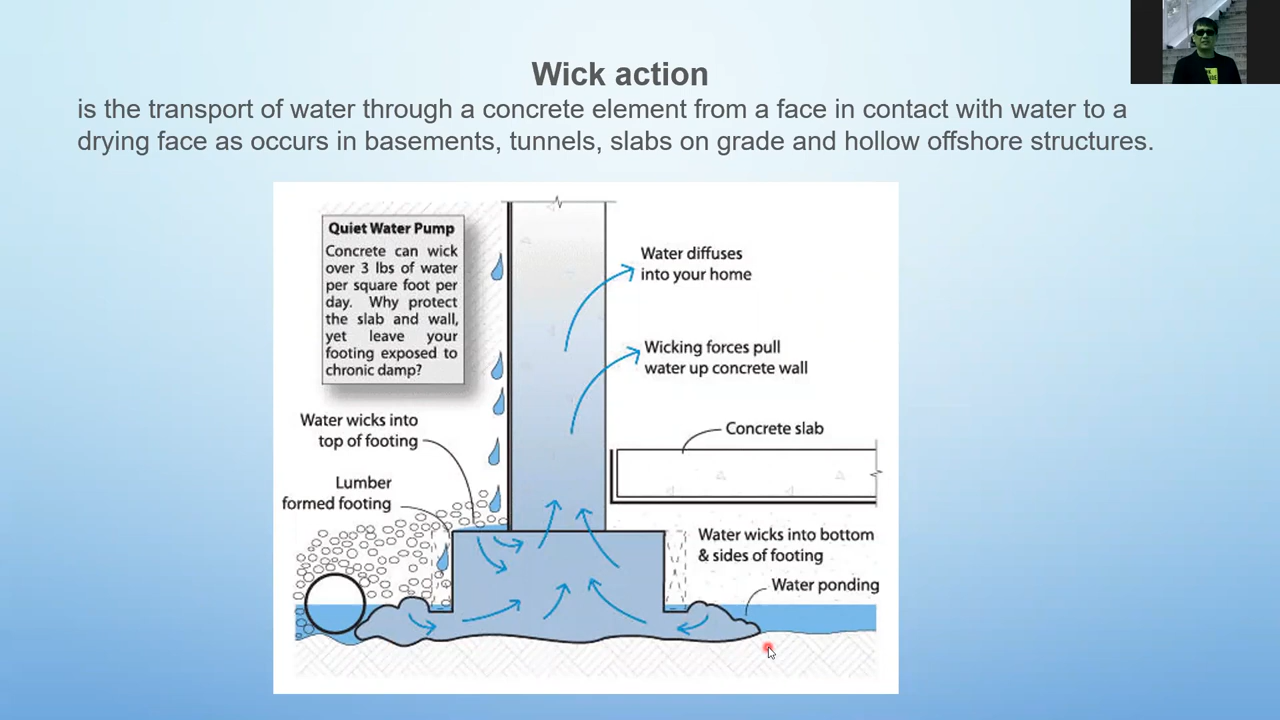 Wick action
is the transport of water through a concrete element from a face in contact with water to a
drying face as occurs in basements, tunnels, slabs on grade and hollow offshore structures.
Quiet Water Pump
Concrete can wick
over 3 lbs of water
per square foot per
day. Why protect
the slab and wall,
yet leave your
footing exposed to
chronic damp?
Water diffuses
into your home
Wicking forces pull
water up concrete wall
Water wicks into
top of footing
Concrete slab
Lumber
formed footing
Water wicks into bottom
& sides of footing
Water ponding